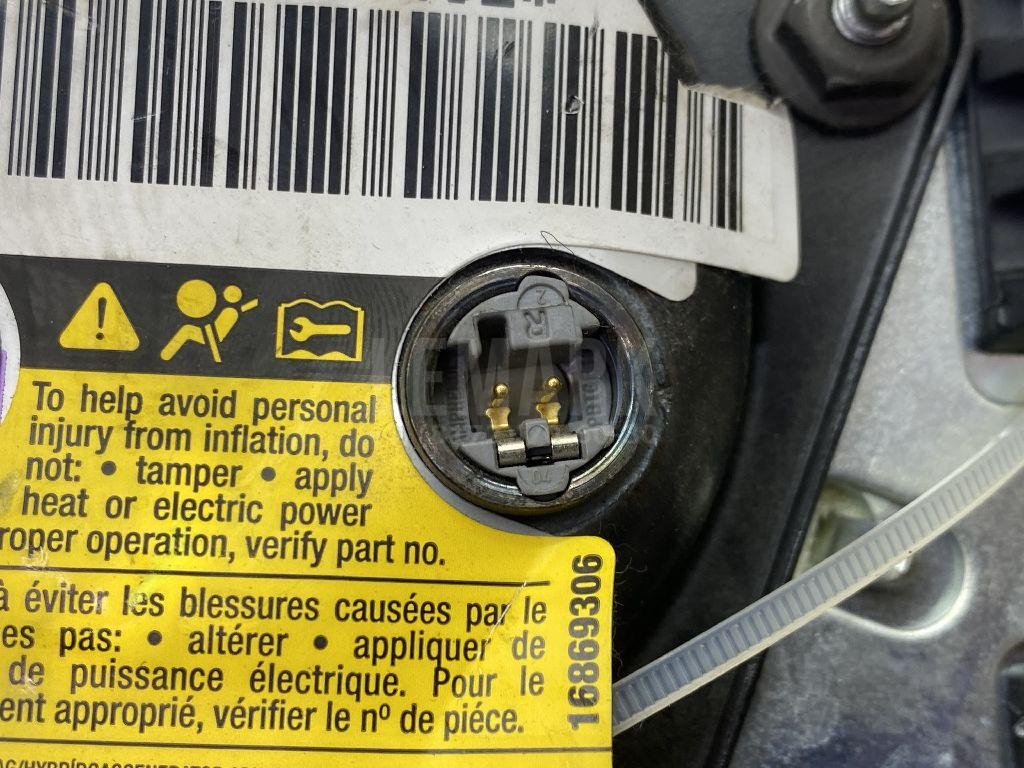 To help avoid personal
injury from inflation, do
not: • tamper • apply
heat or electric power
roper operation, verify part no.
à éviter les blessures causées par le
es pas: • altérer • appliquer de
de puissance électrique. Pour le
ent approprié, vérifier le nº de piéce.
16869306